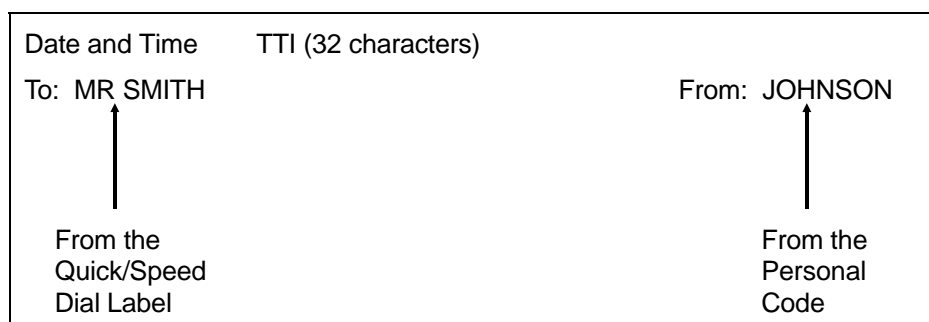 Date and Time TTI (32 characters)
To: MR SMITH From: JOHNSON
From the From the
Quick/Speed Personal
Dial Label Code